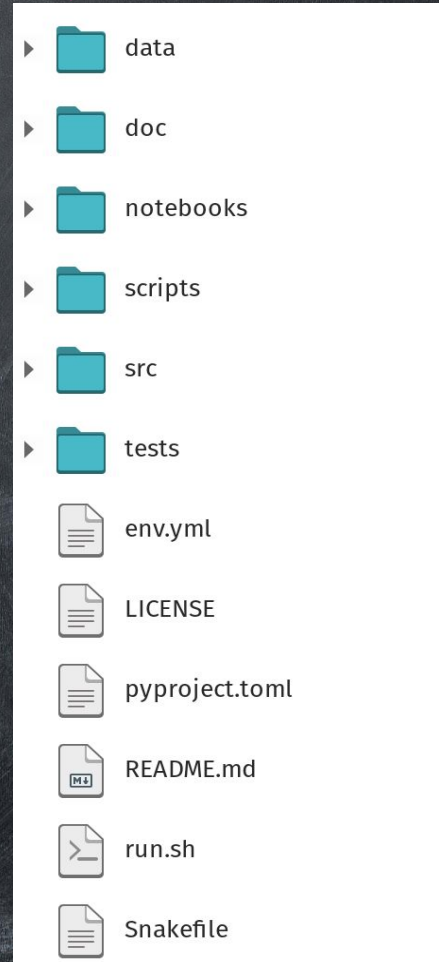 data
doc
notebooks
scripts
src
tests
env.yml
LICENSE
pyproject.toml
M↓
README.md
>_
run.sh
Snakefile